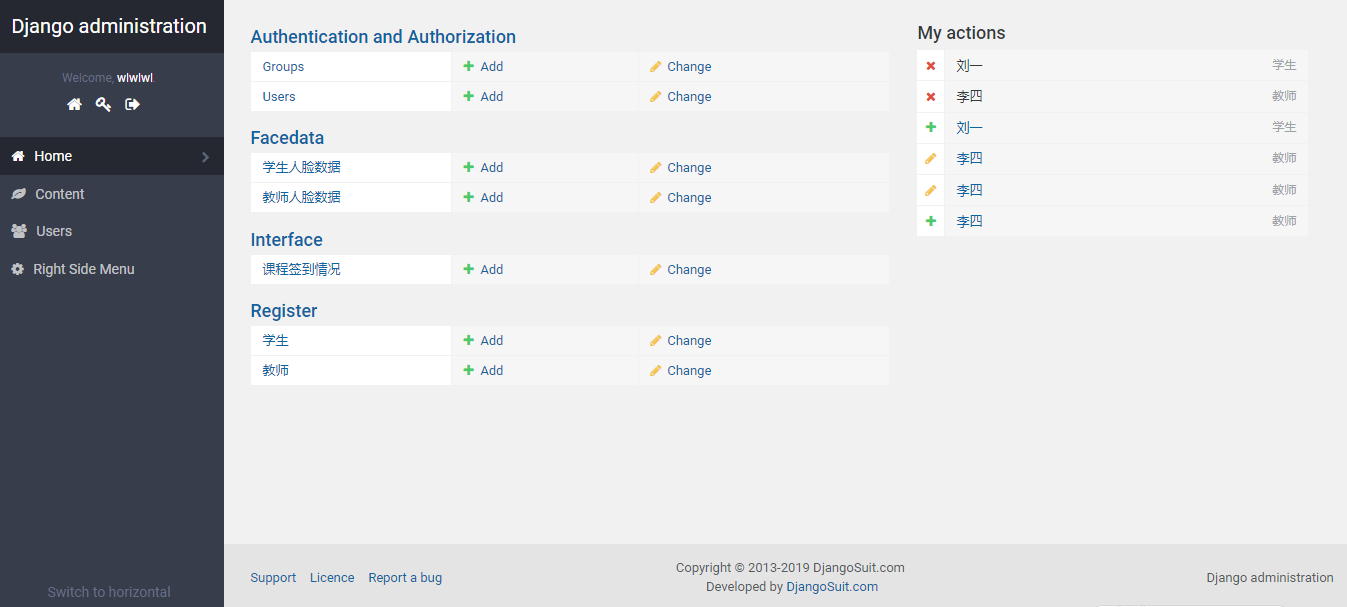 Django administration
Welcome, wlwlwl.
Home
Content
Users
Right Side Menu
Switch to horizontal
Authentication and Authorization
Groups Add Change
Users Add Change
Facedata
学生人脸数据 Add Change
教师人脸数据 Add Change
Interface
课程签到情况 Add Change
Register
学生 Add Change
教师 Add Change
My actions
刘一 学生
李四 教师
刘一 学生
李四 教师
李四 教师
李四 教师
Support Licence Report a bug
Copyright © 2013-2019 DjangoSuit.com
Developed by DjangoSuit.com
Django administration